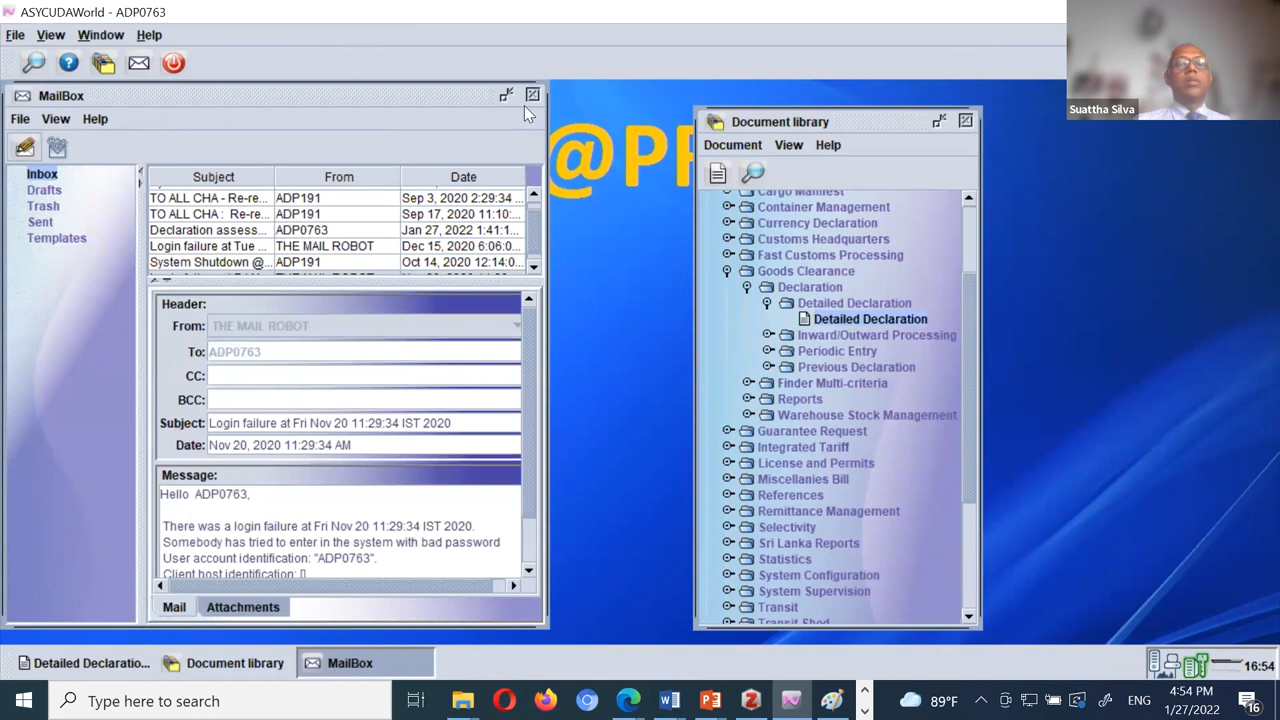 ASYCUDAWorld - ADP0763
File View Window Help
Suattha Silva
MailBox
File View Help
Inbox
Drafts
Trash
Sent
Templates
Subject From Date
TO ALL CHA - Re-re... ADP191 Sep 3, 2020 2:29:34 ...
TO ALL CHA : Re-re... ADP191 Sep 17, 2020 11:10:...
Declaration assess... ADP0763 Jan 27, 2022 1:41:1...
Login failure at Tue ... THE MAIL ROBOT Dec 15, 2020 6:06:0...
System Shutdown @... ADP191 Oct 14, 2020 12:14:0...
Header:
From: THE MAIL ROBOT
To: ADP0763
CC:
BCC:
Subject: Login failure at Fri Nov 20 11:29:34 IST 2020
Date: Nov 20, 2020 11:29:34 AM
Message:
Hello ADP0763,
There was a login failure at Fri Nov 20 11:29:34 IST 2020.
Somebody has tried to enter in the system with bad password
User account identification: "ADP0763".
Client host identification: []
Mail Attachments
@PR
Document library
Document View Help
Cargo Manifest
Container Management
Currency Declaration
Customs Headquarters
Fast Customs Processing
Goods Clearance
Declaration
Detailed Declaration
Detailed Declaration
Inward/Outward Processing
Periodic Entry
Previous Declaration
Finder Multi-criteria
Reports
Warehouse Stock Management
Guarantee Request
Integrated Tariff
License and Permits
Miscellanies Bill
References
Remittance Management
Selectivity
Sri Lanka Reports
Statistics
System Configuration
System Supervision
Transit
Transit Shed
Detailed Declaratio... Document library MailBox
16:54
Type here to search
89°F
ENG
4:54 PM
1/27/2022
16